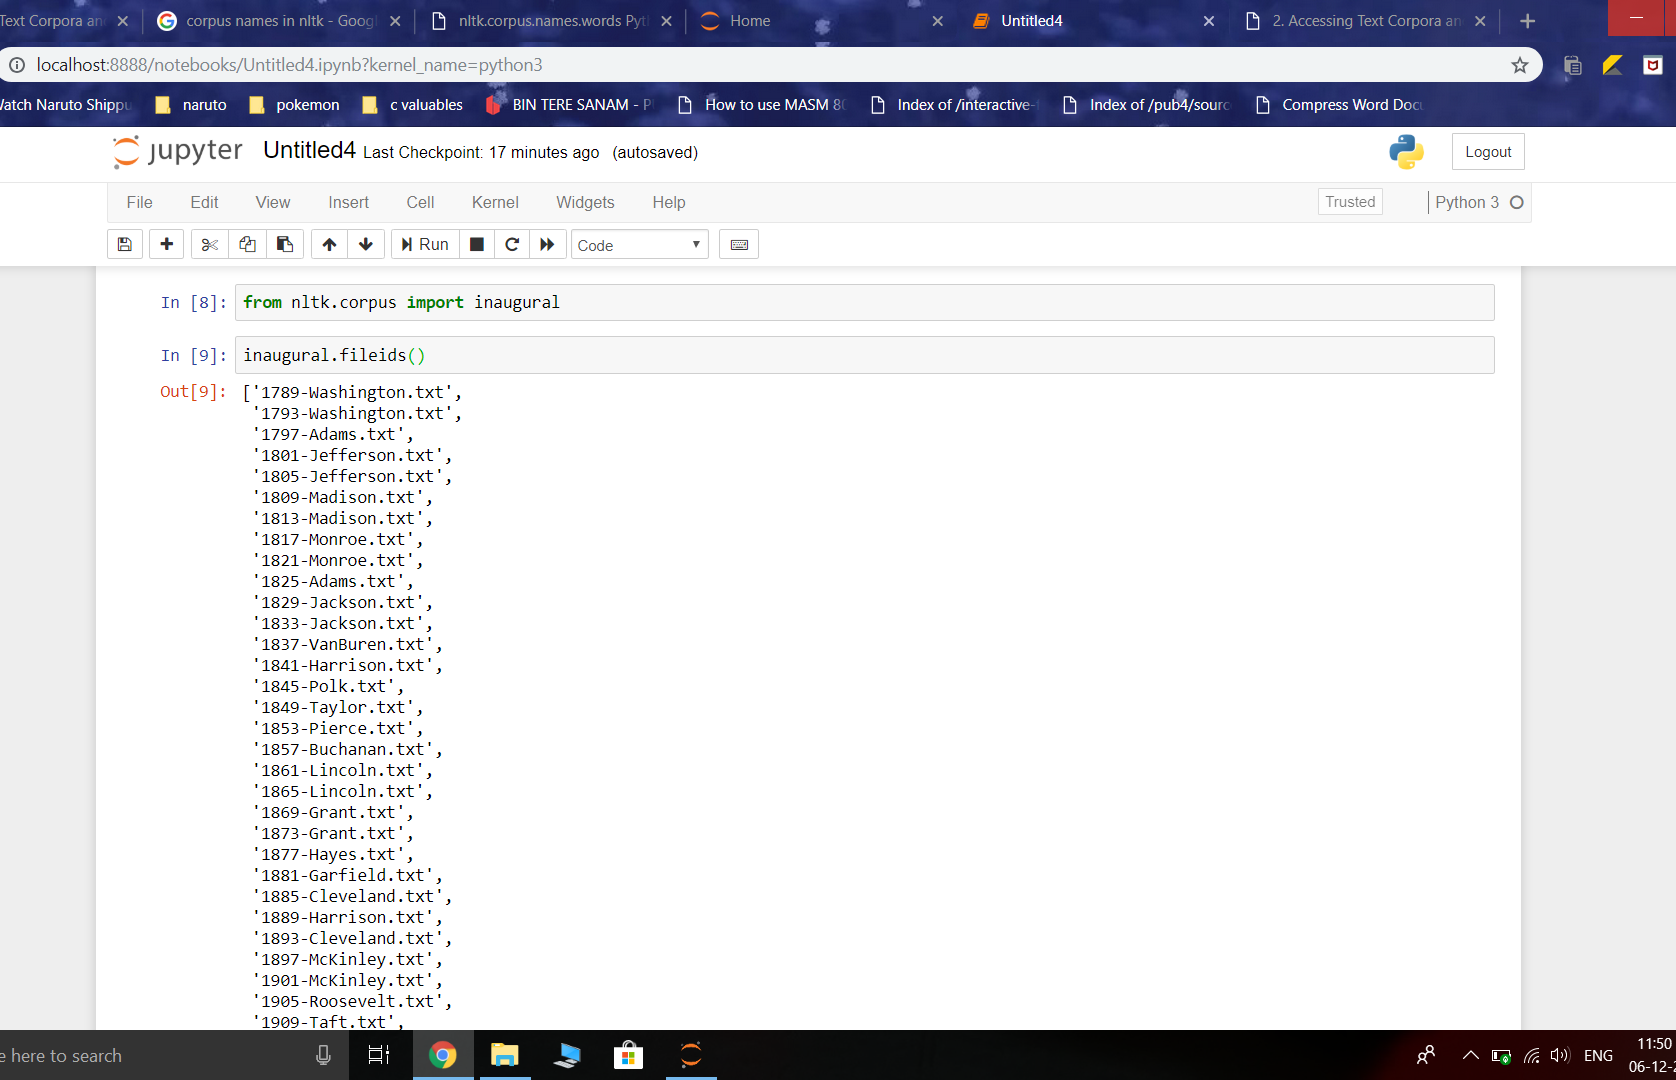 Text Corpora an
corpus names in nltk - Goog
nltk.corpus.names.words Pyt
Home
Untitled4
2. Accessing Text Corpora an
localhost:8888/notebooks/Untitled4.ipynb?kernel_name=python3
Watch Naruto Shippu
naruto
pokemon
c valuables
BIN TERE SANAM - P
How to use MASM 8
Index of /interactive-
Index of /pub4/sourc
Compress Word Docu
jupyter Untitled4 Last Checkpoint: 17 minutes ago (autosaved)
Logout
File Edit View Insert Cell Kernel Widgets Help
Trusted
Python 3
Run
Code
In [8]: from nltk.corpus import inaugural
In [9]: inaugural.fileids()
Out[9]: ['1789-Washington.txt',
'1793-Washington.txt',
'1797-Adams.txt',
'1801-Jefferson.txt',
'1805-Jefferson.txt',
'1809-Madison.txt',
'1813-Madison.txt',
'1817-Monroe.txt',
'1821-Monroe.txt',
'1825-Adams.txt',
'1829-Jackson.txt',
'1833-Jackson.txt',
'1837-VanBuren.txt',
'1841-Harrison.txt',
'1845-Polk.txt',
'1849-Taylor.txt',
'1853-Pierce.txt',
'1857-Buchanan.txt',
'1861-Lincoln.txt',
'1865-Lincoln.txt',
'1869-Grant.txt',
'1873-Grant.txt',
'1877-Hayes.txt',
'1881-Garfield.txt',
'1885-Cleveland.txt',
'1889-Harrison.txt',
'1893-Cleveland.txt',
'1897-McKinley.txt',
'1901-McKinley.txt',
'1905-Roosevelt.txt',
'1909-Taft.txt',
e here to search
ENG
11:50
06-12-